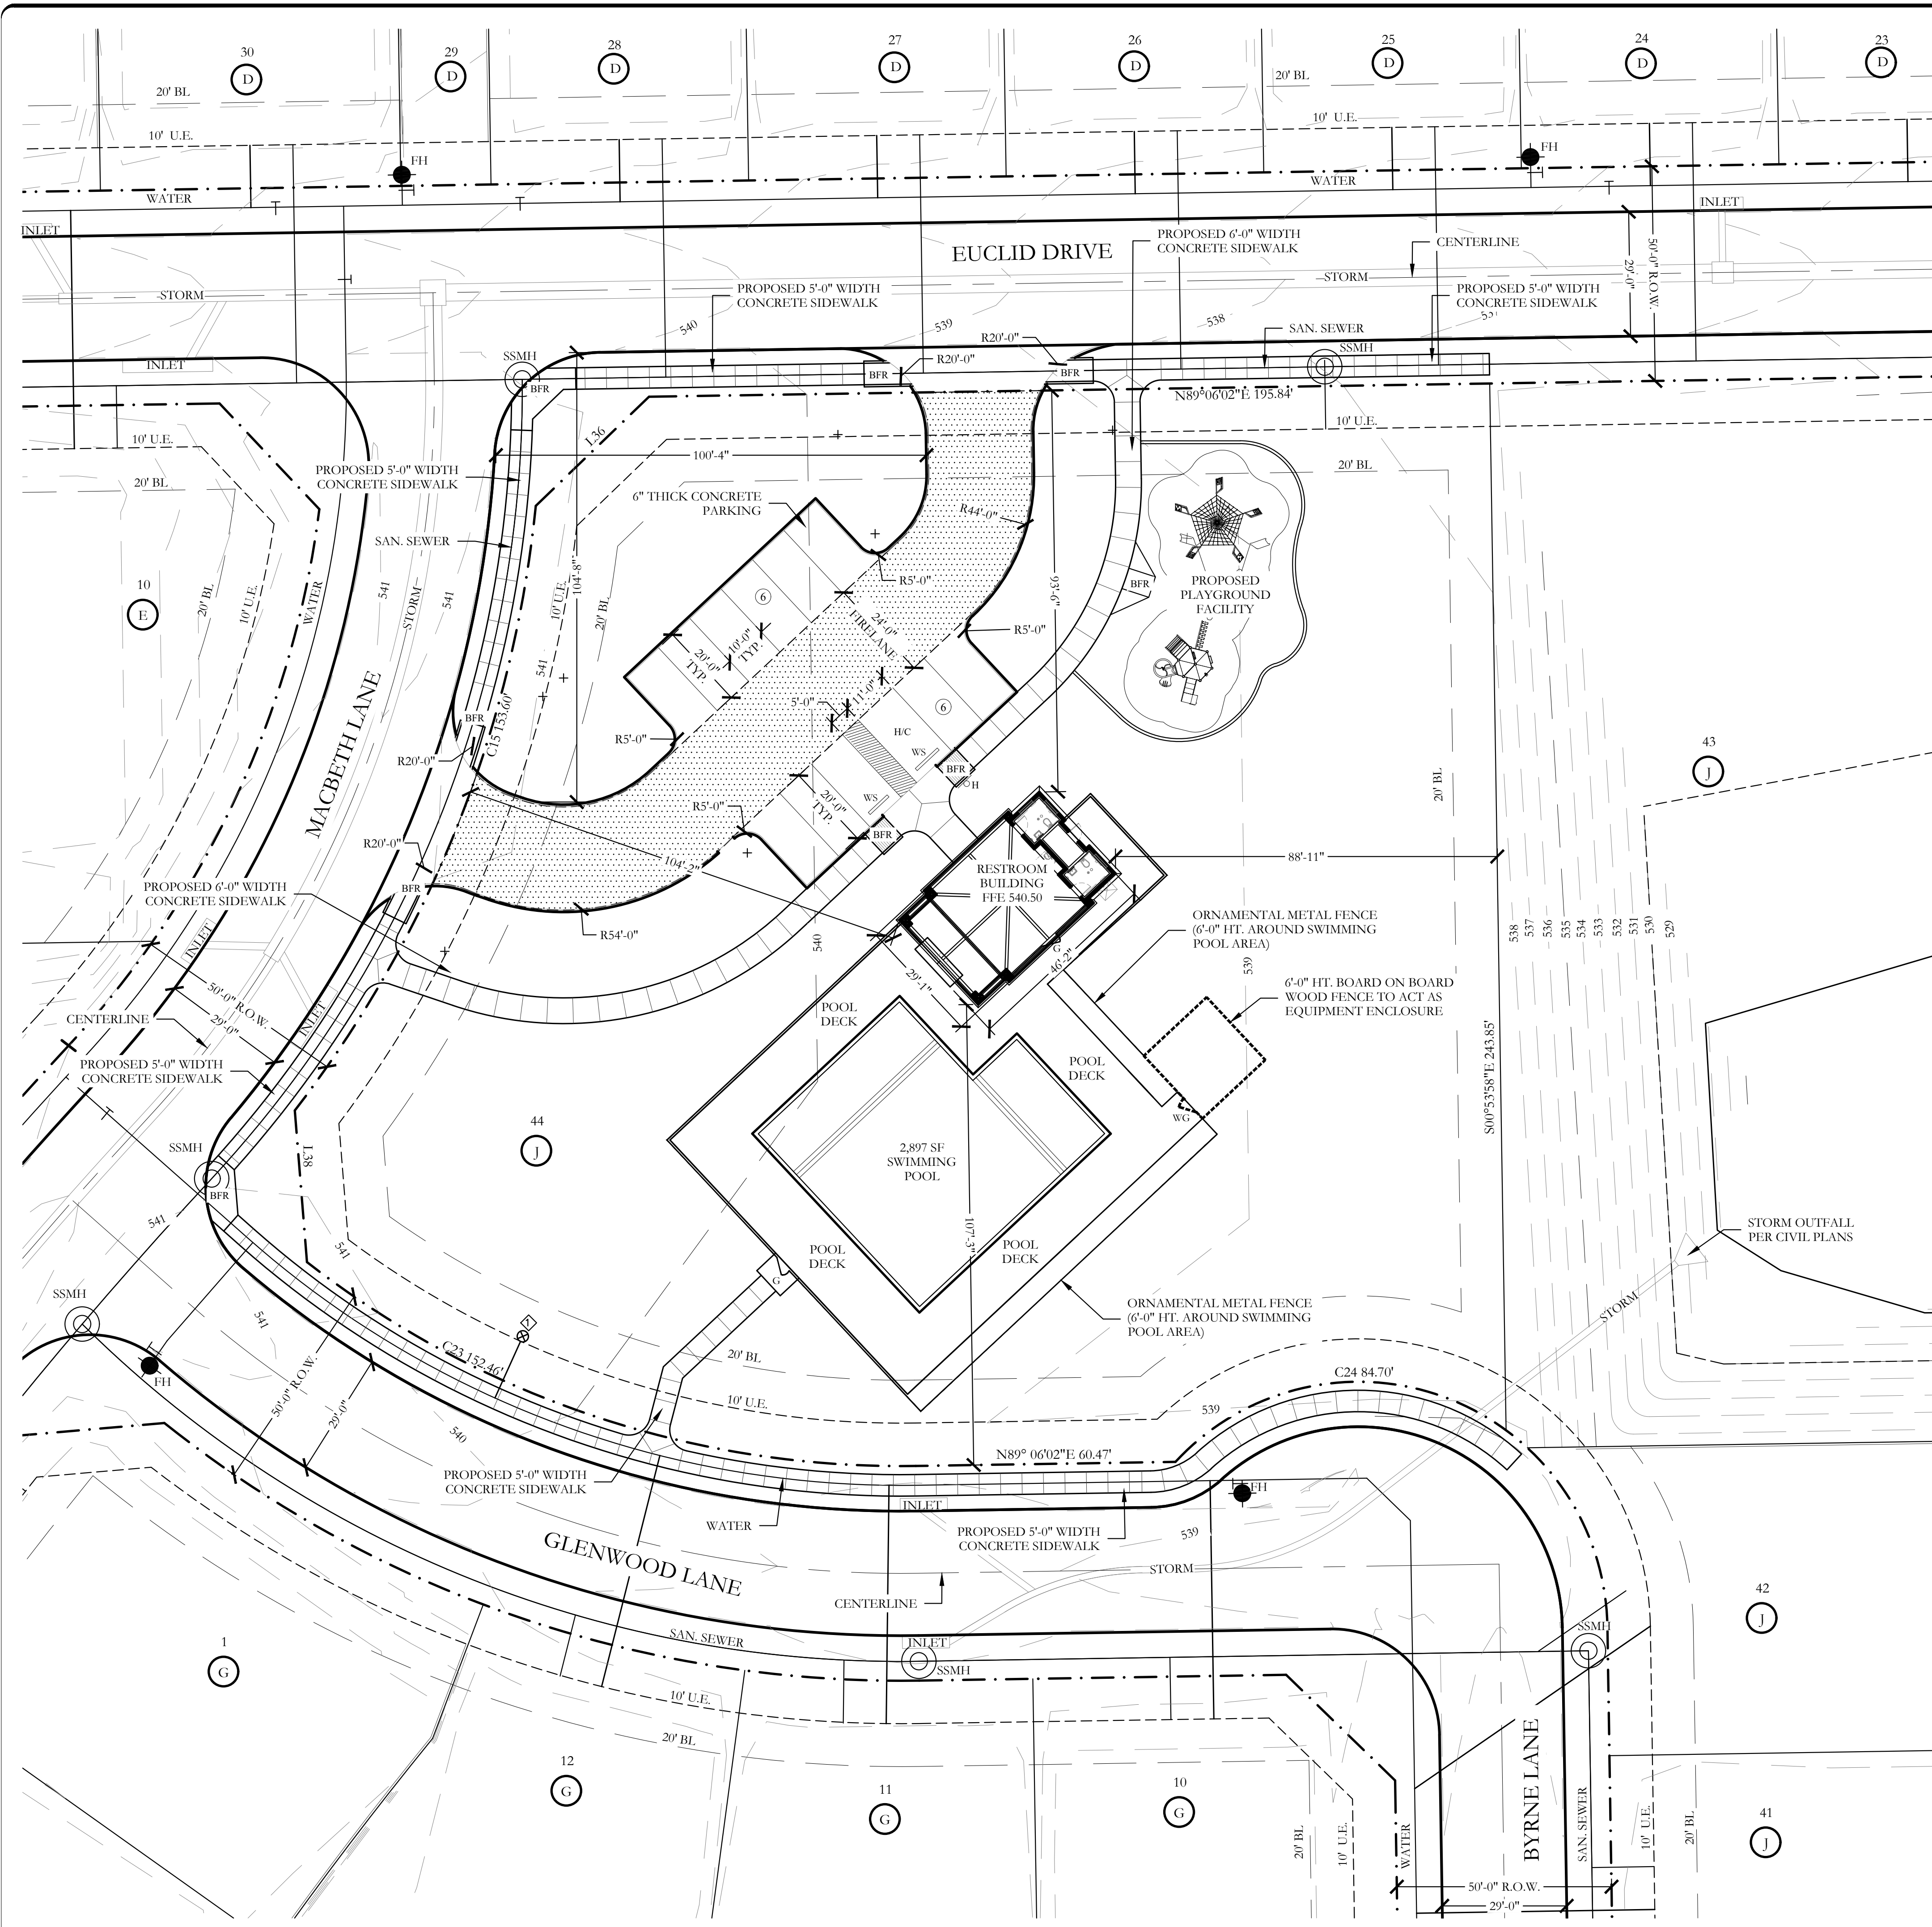 30
D
29
D
28
D
27
D
26
D
25
D
24
D
23
D
20' BL
20' BL
10' U.E.
10' U.E.
FH
FH
WATER
WATER
INLET
INLET
EUCLID DRIVE
PROPOSED 6'-0" WIDTH
CONCRETE SIDEWALK
CENTERLINE
50'-0" R.O.W.
29'-0"
STORM
STORM
PROPOSED 5'-0" WIDTH
CONCRETE SIDEWALK
PROPOSED 5'-0" WIDTH
CONCRETE SIDEWALK
540
539
538
SAN. SEWER
R20'-0"
R20'-0"
SSMH
SSMH
INLET
BFR
BFR
BFR
N89°06'02"E 195.84'
10' U.E.
10' U.E.
L36
100'-4"
20' BL
20' BL
PROPOSED 5'-0" WIDTH
CONCRETE SIDEWALK
6" THICK CONCRETE
PARKING
R44'-0"
SAN. SEWER
10
E
20' BL
10' U.E.
WATER
541
STORM
541
10' U.E.
104'-8"
20' BL
541
6
R5'-0"
24'-0"
FIRELANE
93'-6"
BFR
PROPOSED
PLAYGROUND
FACILITY
R5'-0"
20'-0"
TYP.
10'-0"
TYP.
5'-0"
11'-0"
6
H/C
WS
BFR
H
MACBETH LANE
BFR
C15 153.60'
R20'-0"
R5'-0"
43
J
20' BL
20'-0"
TYP.
WS
BFR
R5'-0"
R20'-0"
104'-2"
88'-11"
RESTROOM
BUILDING
FFE 540.50
PROPOSED 6'-0" WIDTH
CONCRETE SIDEWALK
BFR
R54'-0"
540
ORNAMENTAL METAL FENCE
(6'-0" HT. AROUND SWIMMING
POOL AREA)
538
537
536
535
534
533
532
531
530
529
INLET
G
46'-2"
29'-1"
539
6'-0" HT. BOARD ON BOARD
WOOD FENCE TO ACT AS
EQUIPMENT ENCLOSURE
50'-0" R.O.W.
29'-0"
CENTERLINE
INLET
POOL
DECK
POOL
DECK
PROPOSED 5'-0" WIDTH
CONCRETE SIDEWALK
S00°53'58"E 243.85'
WG
44
J
L38
SSMH
BFR
2,897 SF
SWIMMING
POOL
541
541
541
107'-3"
POOL
DECK
POOL
DECK
G
STORM OUTFALL
PER CIVIL PLANS
STORM
SSMH
FH
1
C23 152.46'
ORNAMENTAL METAL FENCE
(6'-0" HT. AROUND SWIMMING
POOL AREA)
20' BL
10' U.E.
C24 84.70'
539
50'-0" R.O.W.
29'-0"
540
N89° 06'02"E 60.47'
PROPOSED 5'-0" WIDTH
CONCRETE SIDEWALK
FH
INLET
WATER
PROPOSED 5'-0" WIDTH
CONCRETE SIDEWALK
539
GLENWOOD LANE
STORM
CENTERLINE
42
J
SAN. SEWER
INLET
SSMH
SSMH
1
G
10' U.E.
20' BL
12
G
11
G
10
G
20' BL
10' U.E.
WATER
BYRNE LANE
SAN. SEWER
10' U.E.
20' BL
41
J
50'-0" R.O.W.
29'-0"